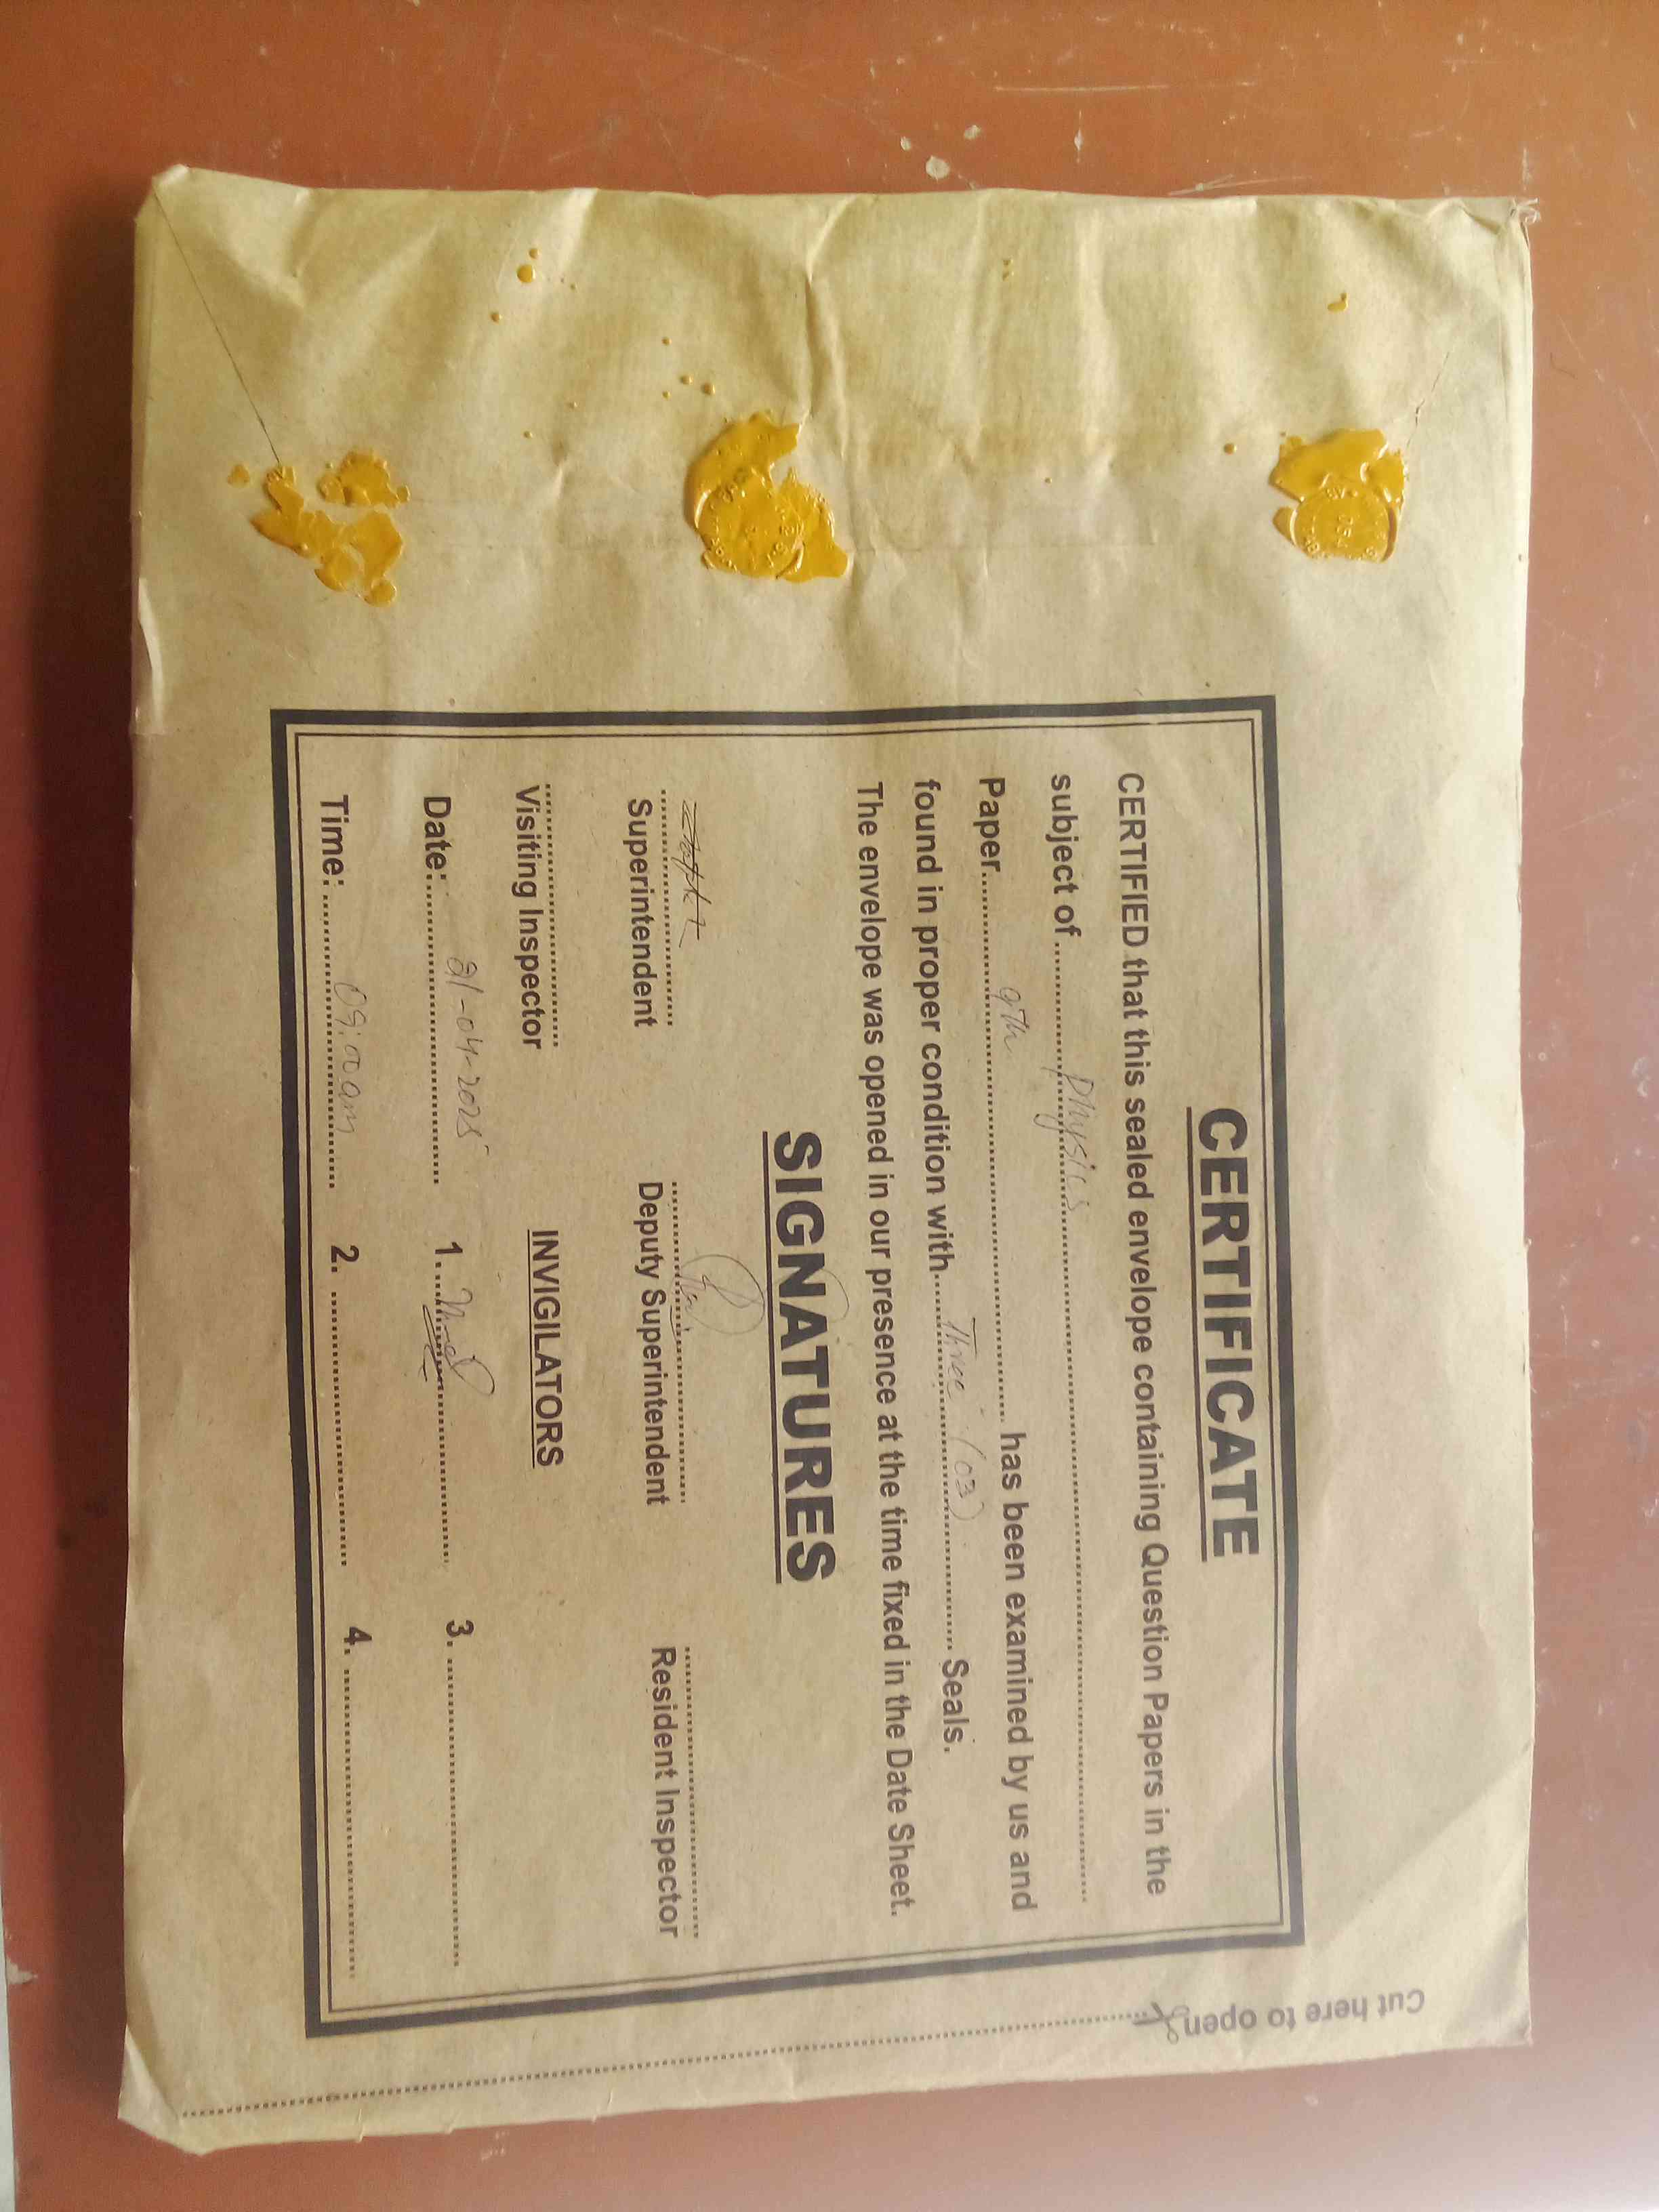 CERTIFICATE
CERTIFIED that this sealed envelope containing Question Papers in the
subject of ........ Physics ........
Paper ........ 9th ........ has been examined by us and
found in proper condition with ........ Three (03) ........ Seals.
The envelope was opened in our presence at the time fixed in the Date Sheet.
SIGNATURES
Superintendent Deputy Superintendent Resident Inspector
Visiting Inspector INVIGILATORS
Date: ........ 21-04-2025 ........ 1. ........ 3. ........
Time: ........ 09:00am ........ 2. ........ 4. ........
Cut here to open